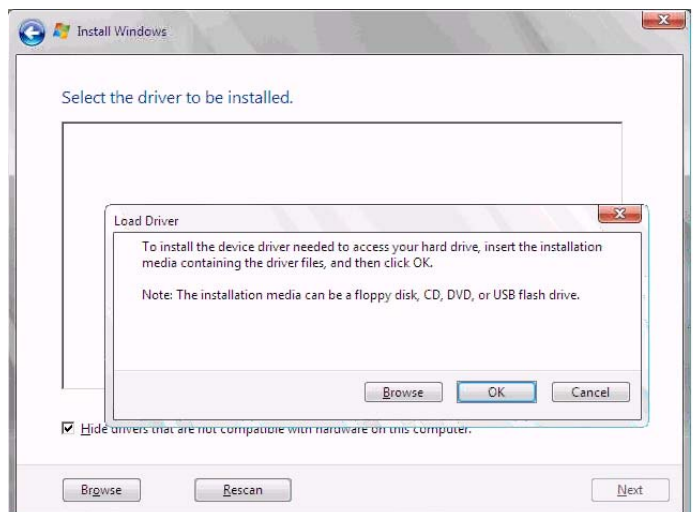 Install Windows
Select the driver to be installed.
Load Driver
To install the device driver needed to access your hard drive, insert the installation
media containing the driver files, and then click OK.
Note: The installation media can be a floppy disk, CD, DVD, or USB flash drive.
Browse
OK
Cancel
Hide drivers that are not compatible with hardware on this computer.
Browse
Rescan
Next